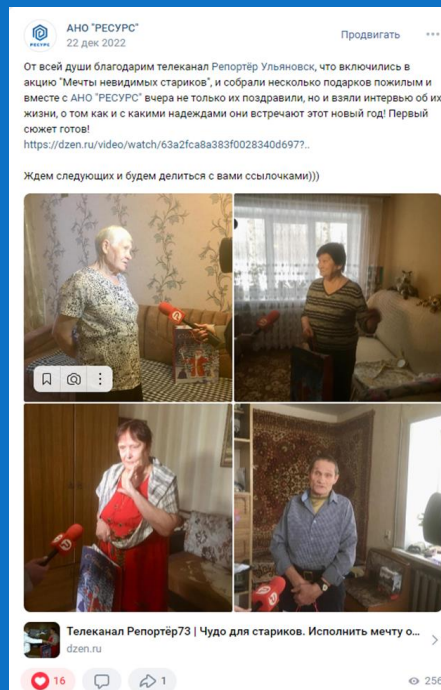 АНО "РЕСУРС"
22 дек 2022
Продвигать
РЕСУРС
От всей души благодарим телеканал Репортёр Ульяновск, что включились в
акцию "Мечты невидимых стариков", и собрали несколько подарков пожилым и
вместе с АНО "РЕСУРС" вчера не только их поздравили, но и взяли интервью об их
жизни, о том как и с какими надеждами они встречают этот новый год! Первый
сюжет готов!
https://dzen.ru/video/watch/63a2fca8a383f0028340d697?..
Ждем следующих и будем делиться с вами ссылочками)))
Телеканал Репортёр73 | Чудо для стариков. Исполнить мечту о...
dzen.ru
16
1
256